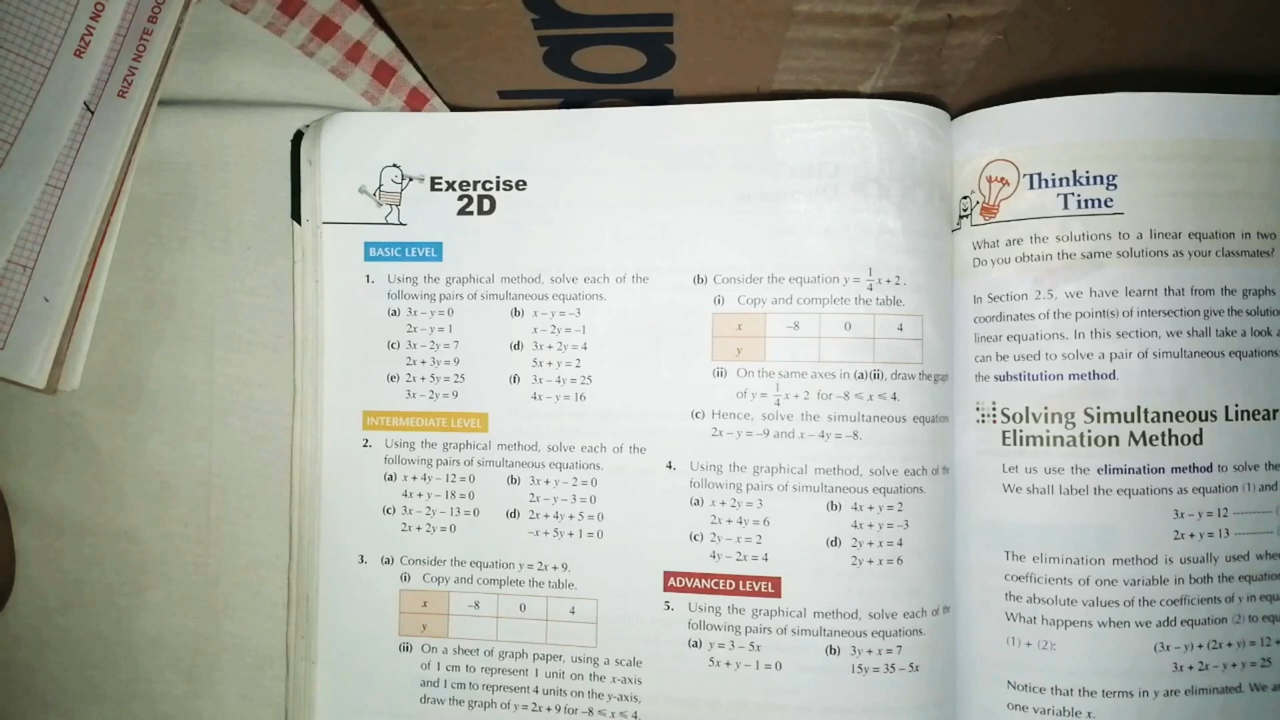 RIZVI NO
RIZVI NOTE BOO
lar
Exercise
2D
BASIC LEVEL
1. Using the graphical method, solve each of the
following pairs of simultaneous equations.
(a) 3x – y = 0 (b) x – y = –3
2x – y = 1 x – 2y = –1
(c) 3x – 2y = 7 (d) 3x + 2y = 4
2x + 3y = 9 5x + y = 2
(e) 2x + 5y = 25 (f) 3x – 4y = 25
3x – 2y = 9 4x – y = 16
INTERMEDIATE LEVEL
2. Using the graphical method, solve each of the
following pairs of simultaneous equations.
(a) x + 4y – 12 = 0 (b) 3x + y – 2 = 0
4x + y – 18 = 0 2x – y – 3 = 0
(c) 3x – 2y – 13 = 0 (d) 2x + 4y + 5 = 0
2x + 2y = 0 –x + 5y + 1 = 0
3. (a) Consider the equation y = 2x + 9.
(i) Copy and complete the table.
x –8 0 4
y
(ii) On a sheet of graph paper, using a scale
of 1 cm to represent 1 unit on the x-axis
and 1 cm to represent 4 units on the y-axis,
draw the graph of y = 2x + 9 for –8 ≤ x ≤ 4.
(b) Consider the equation y = 1/4 x + 2.
(i) Copy and complete the table.
x –8 0 4
y
(ii) On the same axes in (a)(ii), draw the graph
of y = 1/4 x + 2 for –8 ≤ x ≤ 4.
(c) Hence, solve the simultaneous equation
2x – y = –9 and x – 4y = –8.
4. Using the graphical method, solve each of the
following pairs of simultaneous equations.
(a) x + 2y = 3 (b) 4x + y = 2
2x + 4y = 6 4x + y = –3
(c) 2y – x = 2 (d) 2y + x = 4
4y – 2x = 4 2y + x = 6
ADVANCED LEVEL
5. Using the graphical method, solve each of the
following pairs of simultaneous equations.
(a) y = 3 – 5x (b) 3y + x = 7
5x + y – 1 = 0 15y = 35 – 5x
Thinking
Time
What are the solutions to a linear equation in two
Do you obtain the same solutions as your classmates?
In Section 2.5, we have learnt that from the graphs
coordinates of the point(s) of intersection give the
linear equations. In this section, we shall take a look
can be used to solve a pair of simultaneous equations
the substitution method.
Solving Simultaneous Linear
Elimination Method
Let us use the elimination method to solve the
We shall label the equations as equation (1) and
3x – y = 12 ----------
2x + y = 13 ----------
The elimination method is usually used
coefficients of one variable in both the
the absolute values of the coefficients of y in
What happens when we add equation (2) to
(1) + (2): (3x – y) + (2x + y) = 12 +
3x + 2x – y + y = 25
Notice that the terms in y are eliminated. We
one variable x.